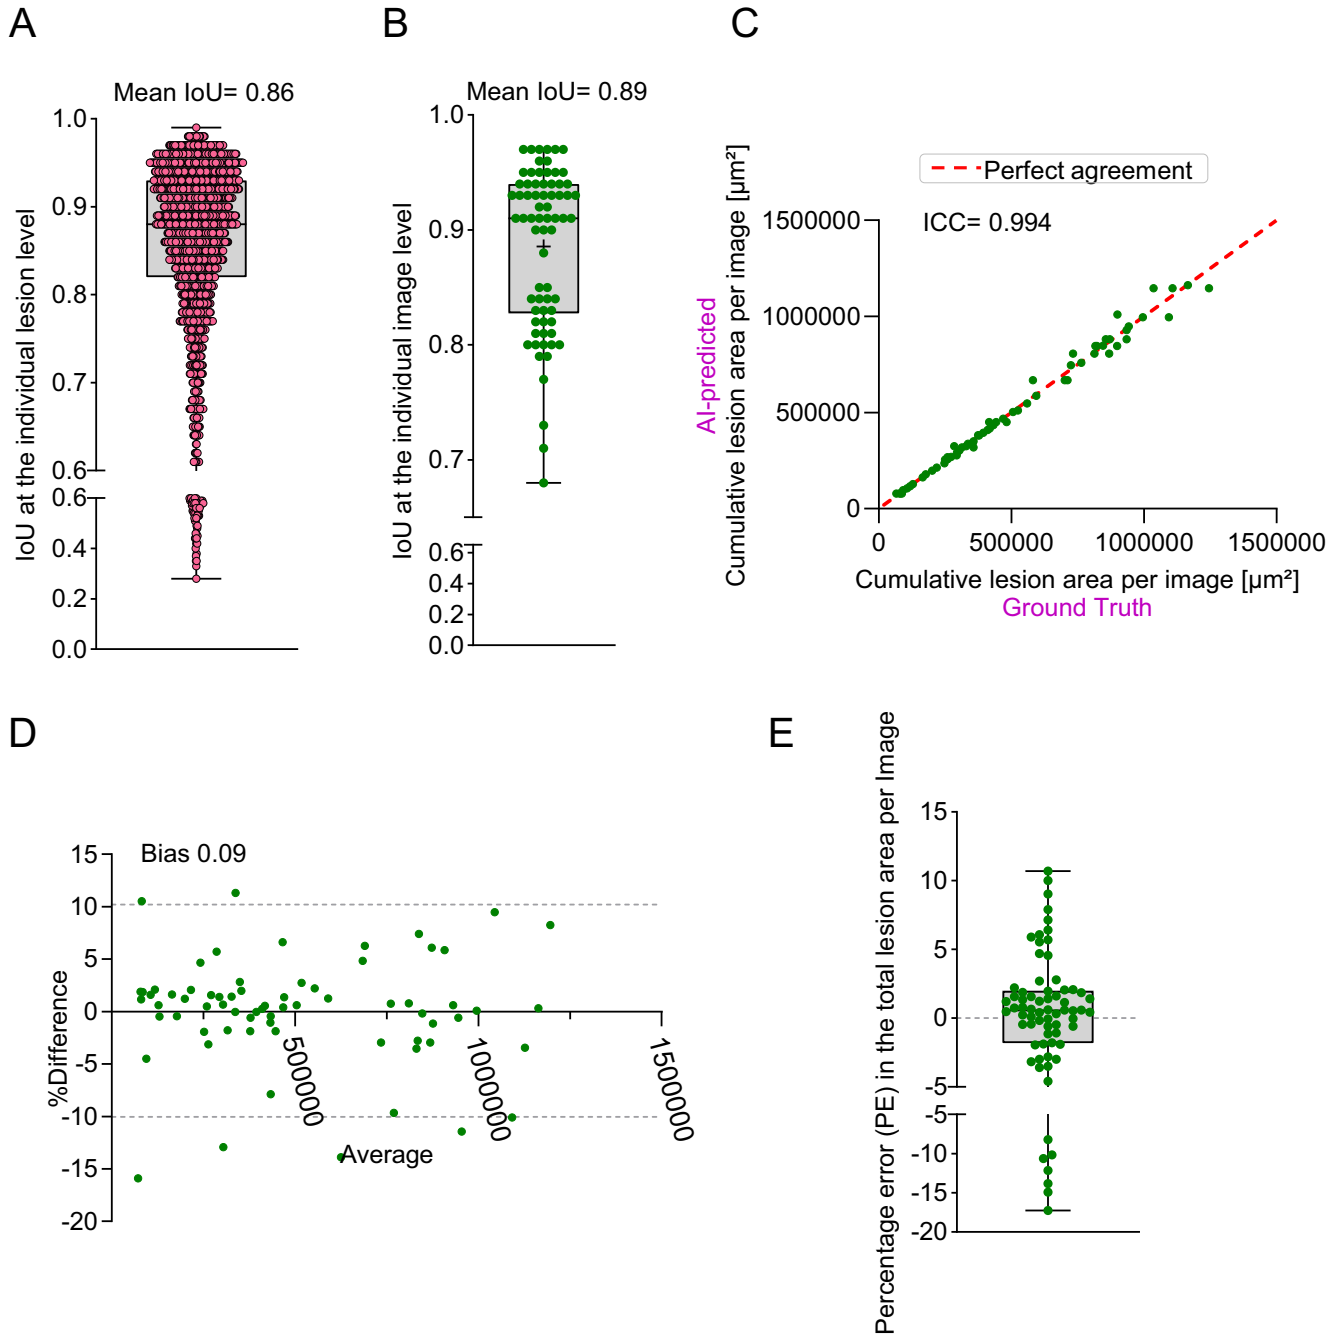 A
B
C
Mean IoU= 0.86
IoU at the individual lesion level
1.0
0.9
0.8
0.7
0.6
0.6
0.4
0.2
0.0
Mean IoU= 0.89
IoU at the individual image level
1.0
0.9
0.8
0.7
0.6
0.6
0.4
0.2
0.0
Perfect agreement
ICC= 0.994
AI-predicted
Cumulative lesion area per image [µm²]
1500000
1000000
500000
0
0
500000
1000000
1500000
Cumulative lesion area per image [µm²]
Ground Truth
D
Bias 0.09
%Difference
15
10
5
0
-5
-10
-15
-20
500000
1000000
1500000
Average
E
Percentage error (PE) in the total lesion area per Image
15
10
5
0
-5
-5
-10
-15
-20